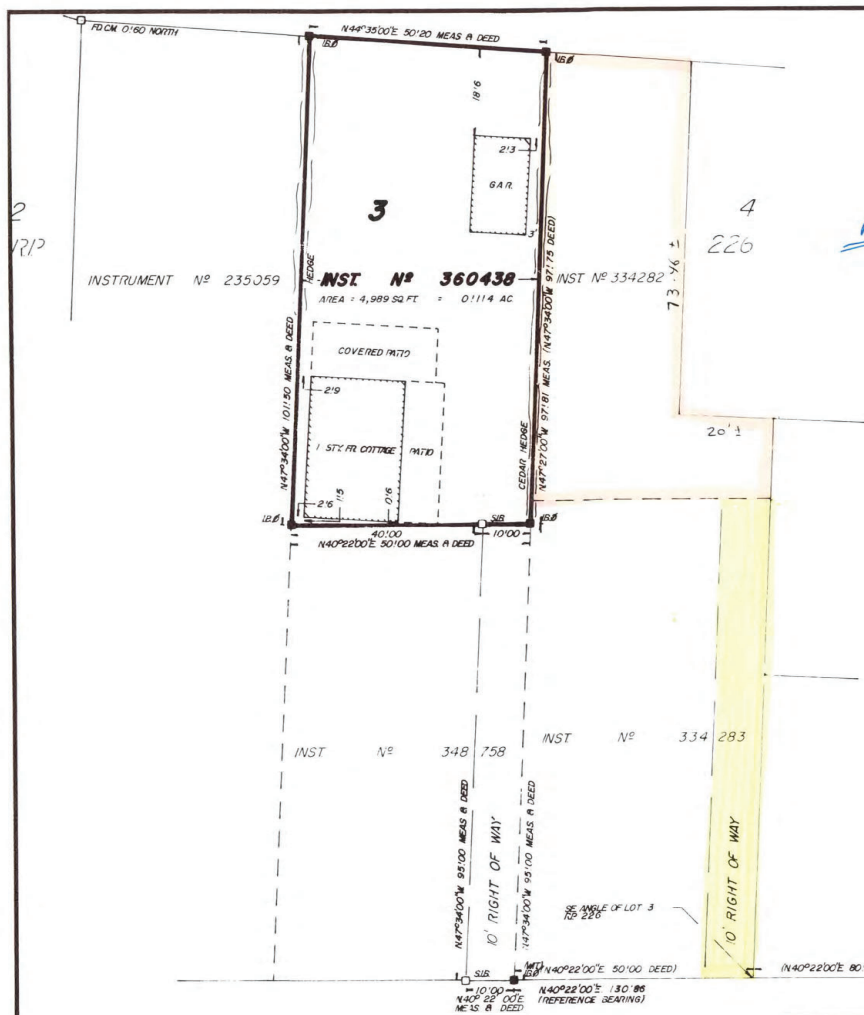 FD CM. 0!60 NORTH
N44°35'00"E 50!20 MEAS & DEED
I.B.Ø
I.B.Ø
18!6
2!3
GAR.
3'
3
4
226
2
R.P.
73.46 ±
20' ±
HEDGE
INSTRUMENT Nº 235059
INST. Nº 360438
INST Nº 334282
AREA = 4,989 SQ.FT. = 0!114 AC.
N47°34'00"W 101!50 MEAS. & DEED
N47°27'00"W 97!81 MEAS. (N47°34'00"W 97!75 DEED)
CEDAR HEDGE
COVERED PATIO
2!9
1 STY. FR. COTTAGE
PATIO
2!6
1!5
0!6
I.B.Ø
S.I.B.
I.B.Ø
40!00
10!00
N40°22'00"E 50!00 MEAS. & DEED
INST Nº 348 758
INST Nº 334 283
N47°34'00"W 95!00 MEAS & DEED
10' RIGHT OF WAY
N47°34'00"W 95!00 MEAS. & DEED
SE ANGLE OF LOT 3
R.P. 226
10' RIGHT OF WAY
S.I.B.
(WIT.)
I.B.Ø
(N40°22'00"E 50!00 DEED)
(N40°22'00"E 80
10!00
N40°22'00"E
MEAS. & DEED
N40°22'00"E 130!86
(REFERENCE BEARING)